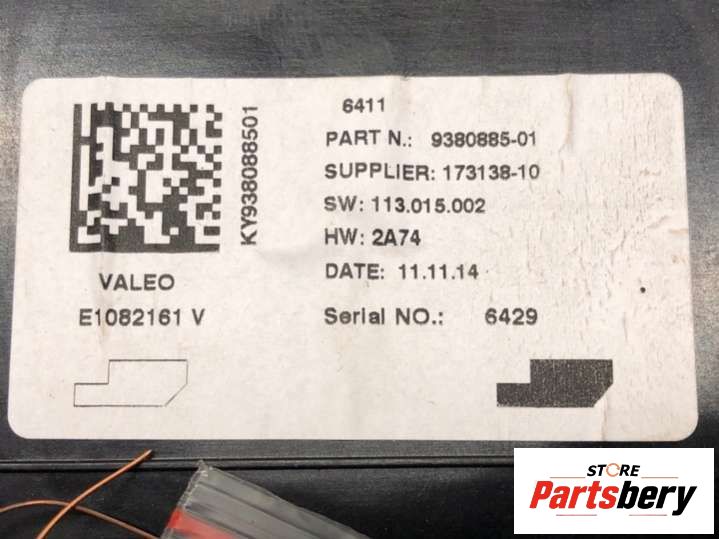 6411
PART N.: 9380885-01
SUPPLIER: 173138-10
SW: 113.015.002
HW: 2A74
DATE: 11.11.14
Serial NO.: 6429
KY938088501
VALEO
E1082161 V
STORE
Partsbery